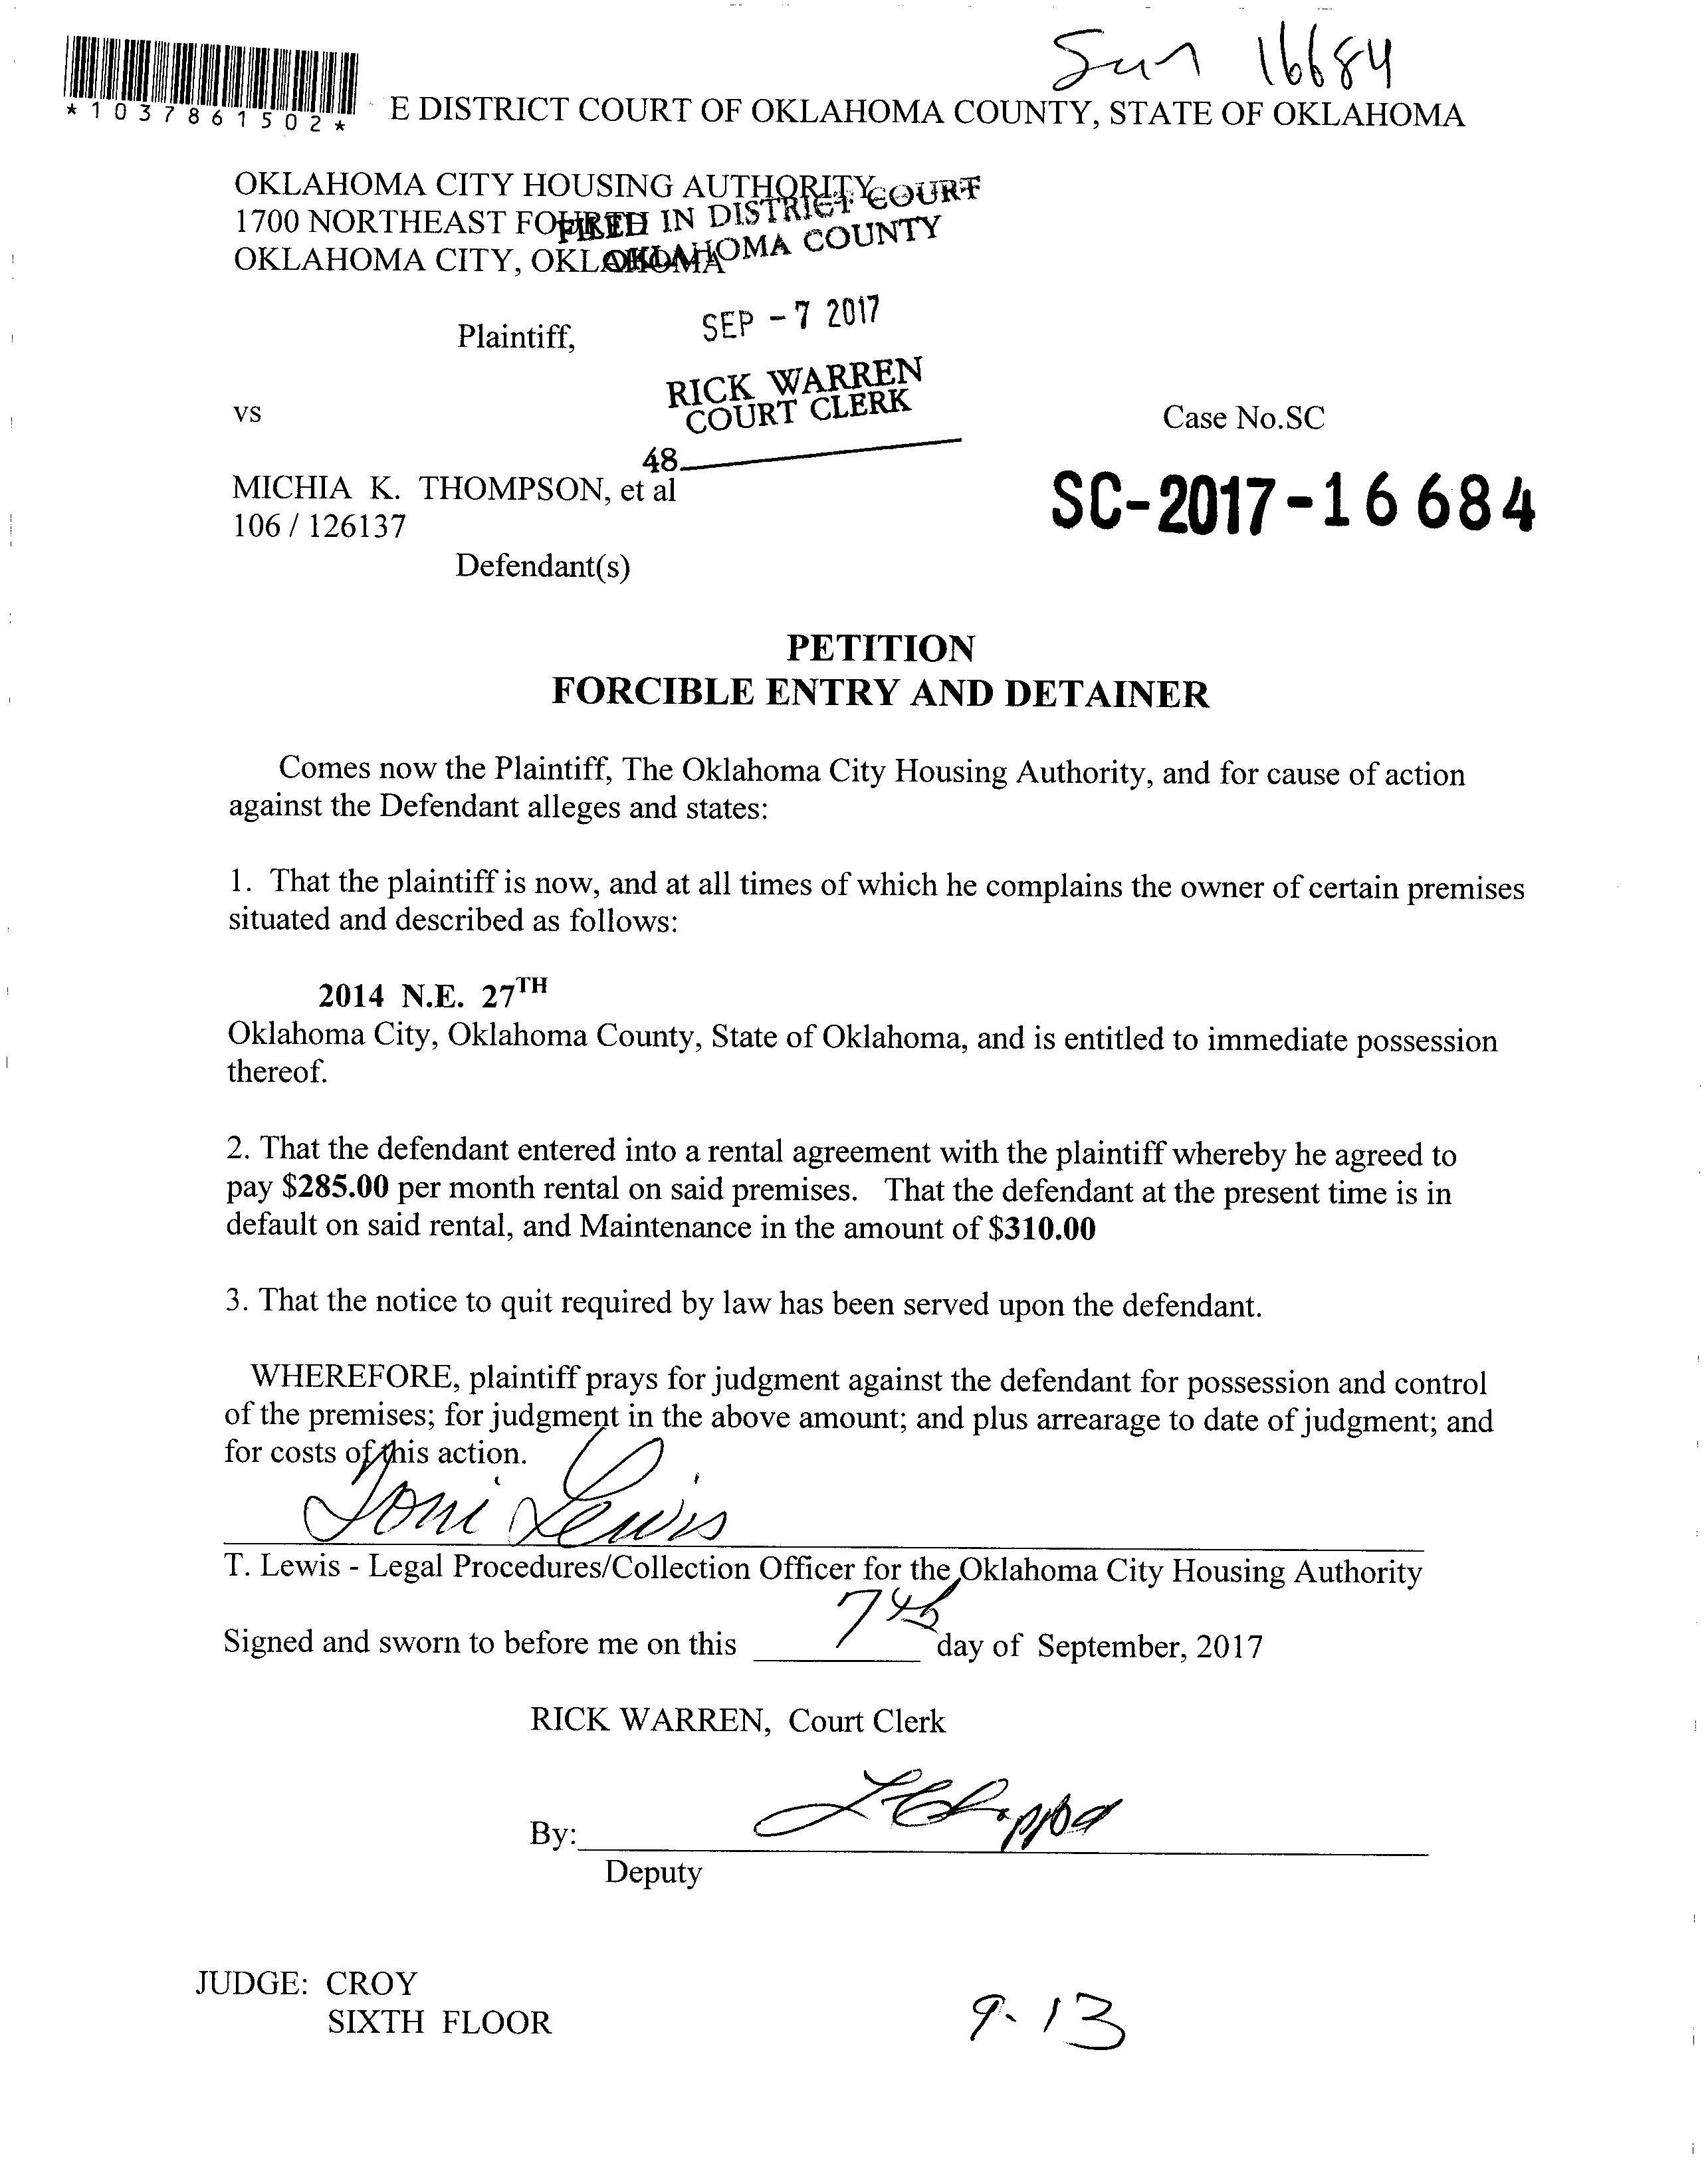 Sum 16684
*1037861502*
E DISTRICT COURT OF OKLAHOMA COUNTY, STATE OF OKLAHOMA
OKLAHOMA CITY HOUSING AUTHORITY
1700 NORTHEAST FOURTH
OKLAHOMA CITY, OKLAHOMA
FILED IN DISTRICT COURT
OKLAHOMA COUNTY
SEP - 7 2017
Plaintiff,
RICK WARREN
COURT CLERK
vs
Case No.SC
48
MICHIA K. THOMPSON, et al
SC-2017-16684
106 / 126137
Defendant(s)
PETITION
FORCIBLE ENTRY AND DETAINER
Comes now the Plaintiff, The Oklahoma City Housing Authority, and for cause of action
against the Defendant alleges and states:
1. That the plaintiff is now, and at all times of which he complains the owner of certain premises
situated and described as follows:
2014 N.E. 27TH
Oklahoma City, Oklahoma County, State of Oklahoma, and is entitled to immediate possession
thereof.
2. That the defendant entered into a rental agreement with the plaintiff whereby he agreed to
pay $285.00 per month rental on said premises. That the defendant at the present time is in
default on said rental, and Maintenance in the amount of $310.00
3. That the notice to quit required by law has been served upon the defendant.
WHEREFORE, plaintiff prays for judgment against the defendant for possession and control
of the premises; for judgment in the above amount; and plus arrearage to date of judgment; and
for costs of this action.
Toni Lewis
T. Lewis - Legal Procedures/Collection Officer for the Oklahoma City Housing Authority
Signed and sworn to before me on this 7th day of September, 2017
RICK WARREN, Court Clerk
By:
Deputy
JUDGE: CROY
SIXTH FLOOR
9-13